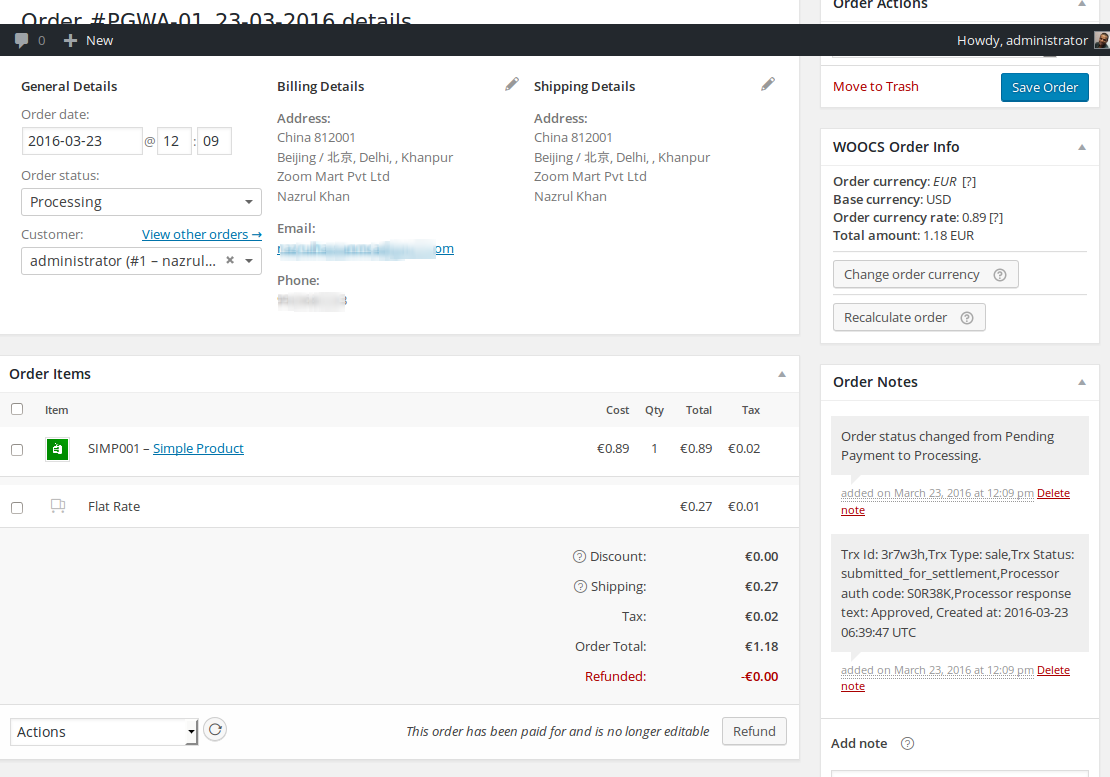 Order #PGWA-01 23-03-2016 details
0
New
Howdy, administrator
General Details
Order date:
2016-03-23 @ 12 : 09
Order status:
Processing
Customer:
View other orders →
administrator (#1 – nazrul... ×
Billing Details
Address:
China 812001
Beijing / 北京, Delhi, , Khanpur
Zoom Mart Pvt Ltd
Nazrul Khan
Email:
Phone:
Shipping Details
Address:
China 812001
Beijing / 北京, Delhi, , Khanpur
Zoom Mart Pvt Ltd
Nazrul Khan
Order Items
Item Cost Qty Total Tax
SIMP001 – Simple Product €0.89 1 €0.89 €0.02
Flat Rate €0.27 €0.01
? Discount: €0.00
? Shipping: €0.27
Tax: €0.02
Order Total: €1.18
Refunded: -€0.00
Actions
This order has been paid for and is no longer editable
Refund
Order Actions
Move to Trash
Save Order
WOOCS Order Info
Order currency: EUR [?]
Base currency: USD
Order currency rate: 0.89 [?]
Total amount: 1.18 EUR
Change order currency ?
Recalculate order ?
Order Notes
Order status changed from Pending
Payment to Processing.
added on March 23, 2016 at 12:09 pm Delete
note
Trx Id: 3r7w3h,Trx Type: sale,Trx Status:
submitted_for_settlement,Processor
auth code: S0R38K,Processor response
text: Approved, Created at: 2016-03-23
06:39:47 UTC
added on March 23, 2016 at 12:09 pm Delete
note
Add note ?